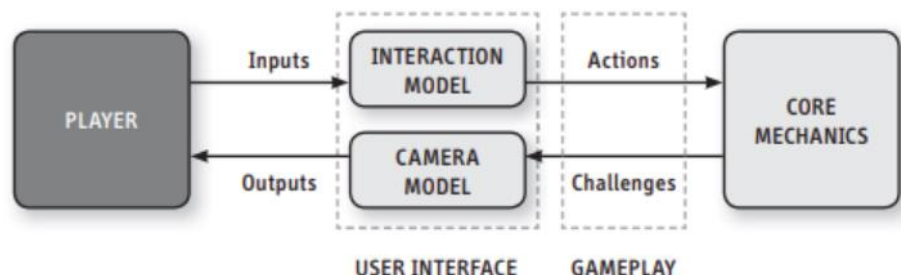 Inputs
INTERACTION
MODEL
Actions
PLAYER
CORE
MECHANICS
CAMERA
MODEL
Outputs
Challenges
USER INTERFACE
GAMEPLAY